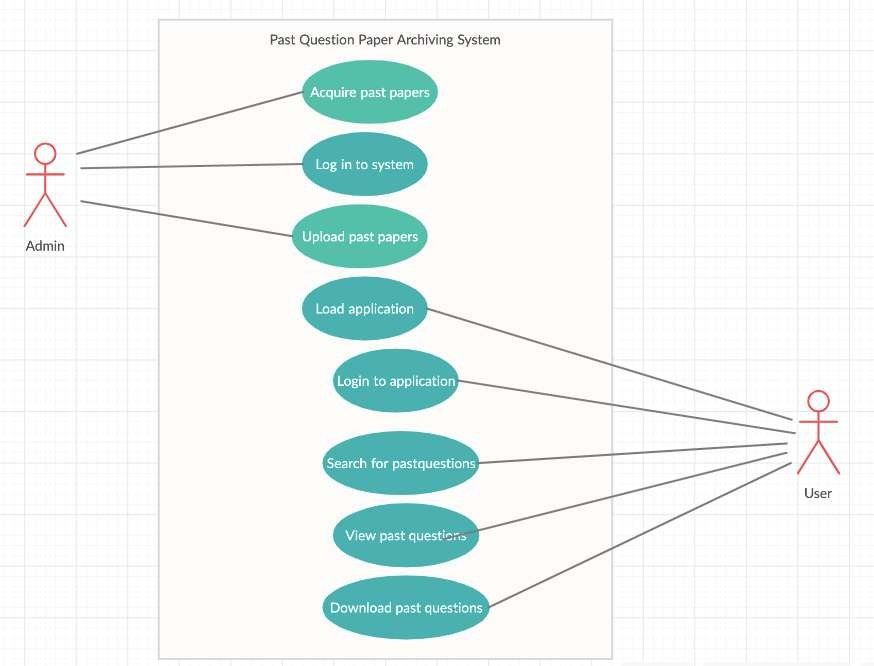 Past Question Paper Archiving System
Acquire past papers
Log in to system
Upload past papers
Admin
Load application
Login to application
Search for pastquestions
User
View past questions
Download past questions